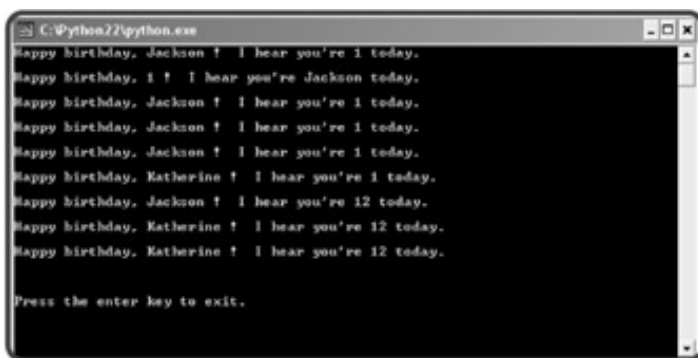 C:\Python22\python.exe
Happy birthday, Jackson !  I hear you're 1 today.
Happy birthday, 1 !  I hear you're Jackson today.
Happy birthday, Jackson !  I hear you're 1 today.
Happy birthday, Jackson !  I hear you're 1 today.
Happy birthday, Jackson !  I hear you're 1 today.
Happy birthday, Katherine !  I hear you're 1 today.
Happy birthday, Jackson !  I hear you're 12 today.
Happy birthday, Katherine !  I hear you're 12 today.
Happy birthday, Katherine !  I hear you're 12 today.
Press the enter key to exit.